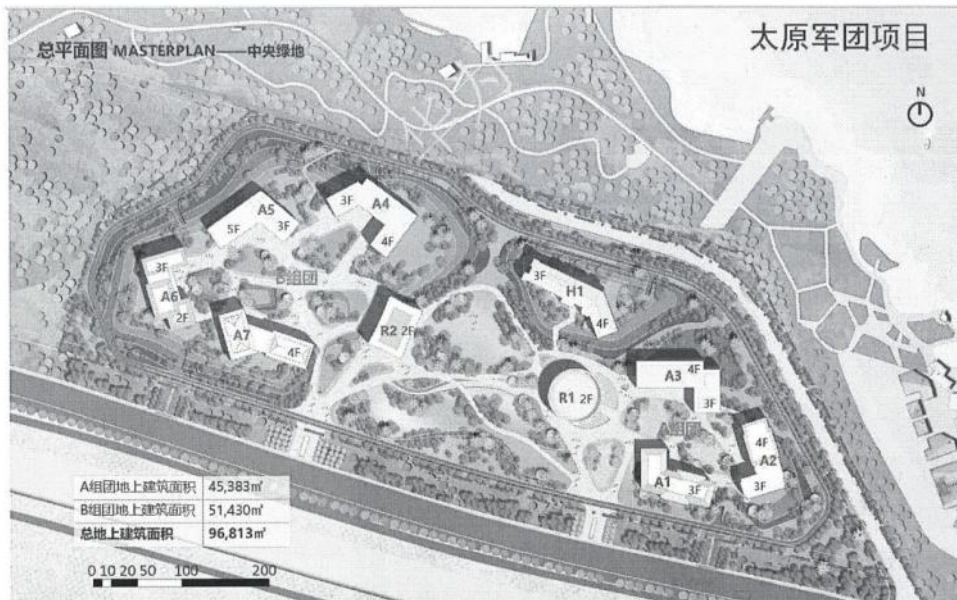 总平面图 MASTERPLAN——中央绿地
太原军团项目
N
A5
5F
3F
3F
A4
4F
3F
A6
2F
B组团
A7
4F
R2 2F
3F
H1
4F
R1 2F
A3
4F
3F
A组团
4F
A2
3F
A1
3F
A组团地上建筑面积 45,383㎡
B组团地上建筑面积 51,430㎡
总地上建筑面积 96,813㎡
0 10 20 50 100 200